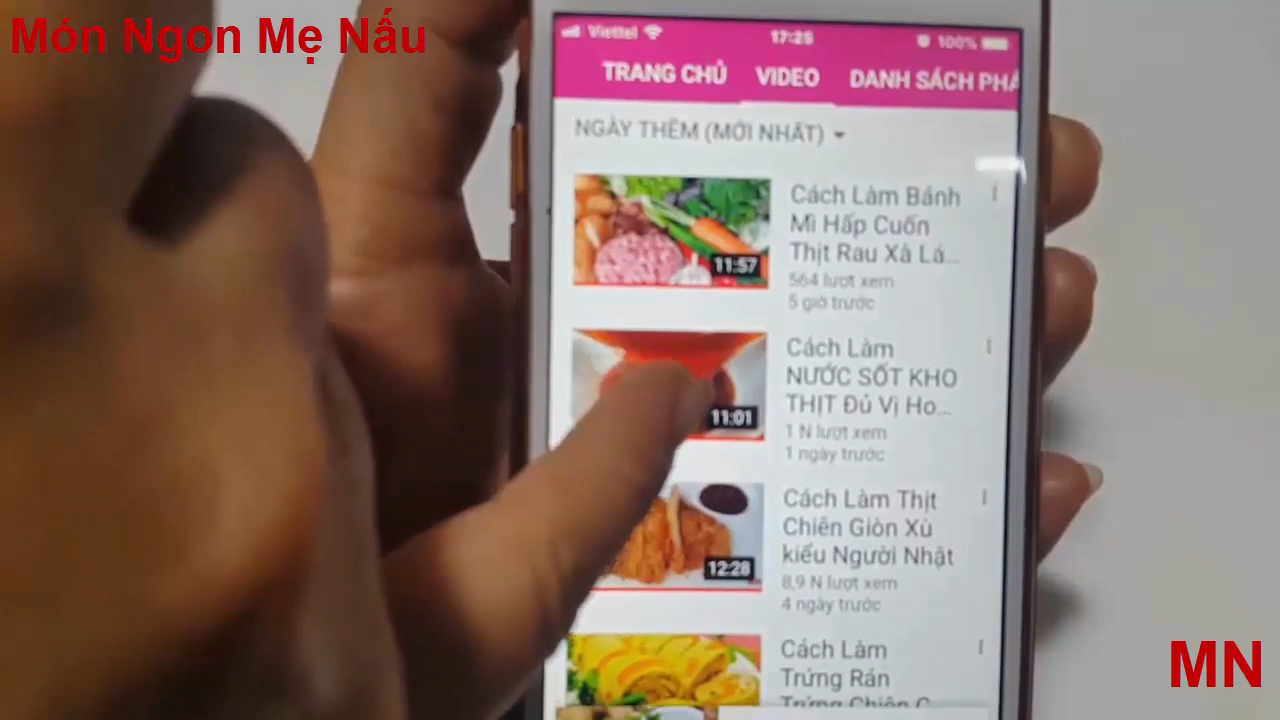 Món Ngon Mẹ Nấu
Viettel 17:25 100%
TRANG CHỦ VIDEO DANH SÁCH PHÁ
NGÀY THÊM (MỚI NHẤT)
Cách Làm Bánh
Mì Hấp Cuốn
Thịt Rau Xà Lá...
564 lượt xem
5 giờ trước
11:57
Cách Làm
NƯỚC SỐT KHO
THỊT Đủ Vị Ho...
1 N lượt xem
1 ngày trước
11:01
Cách Làm Thịt
Chiên Giòn Xù
kiểu Người Nhật
8,9 N lượt xem
4 ngày trước
12:28
Cách Làm
Trứng Rán
Trứng Chiên C
MN